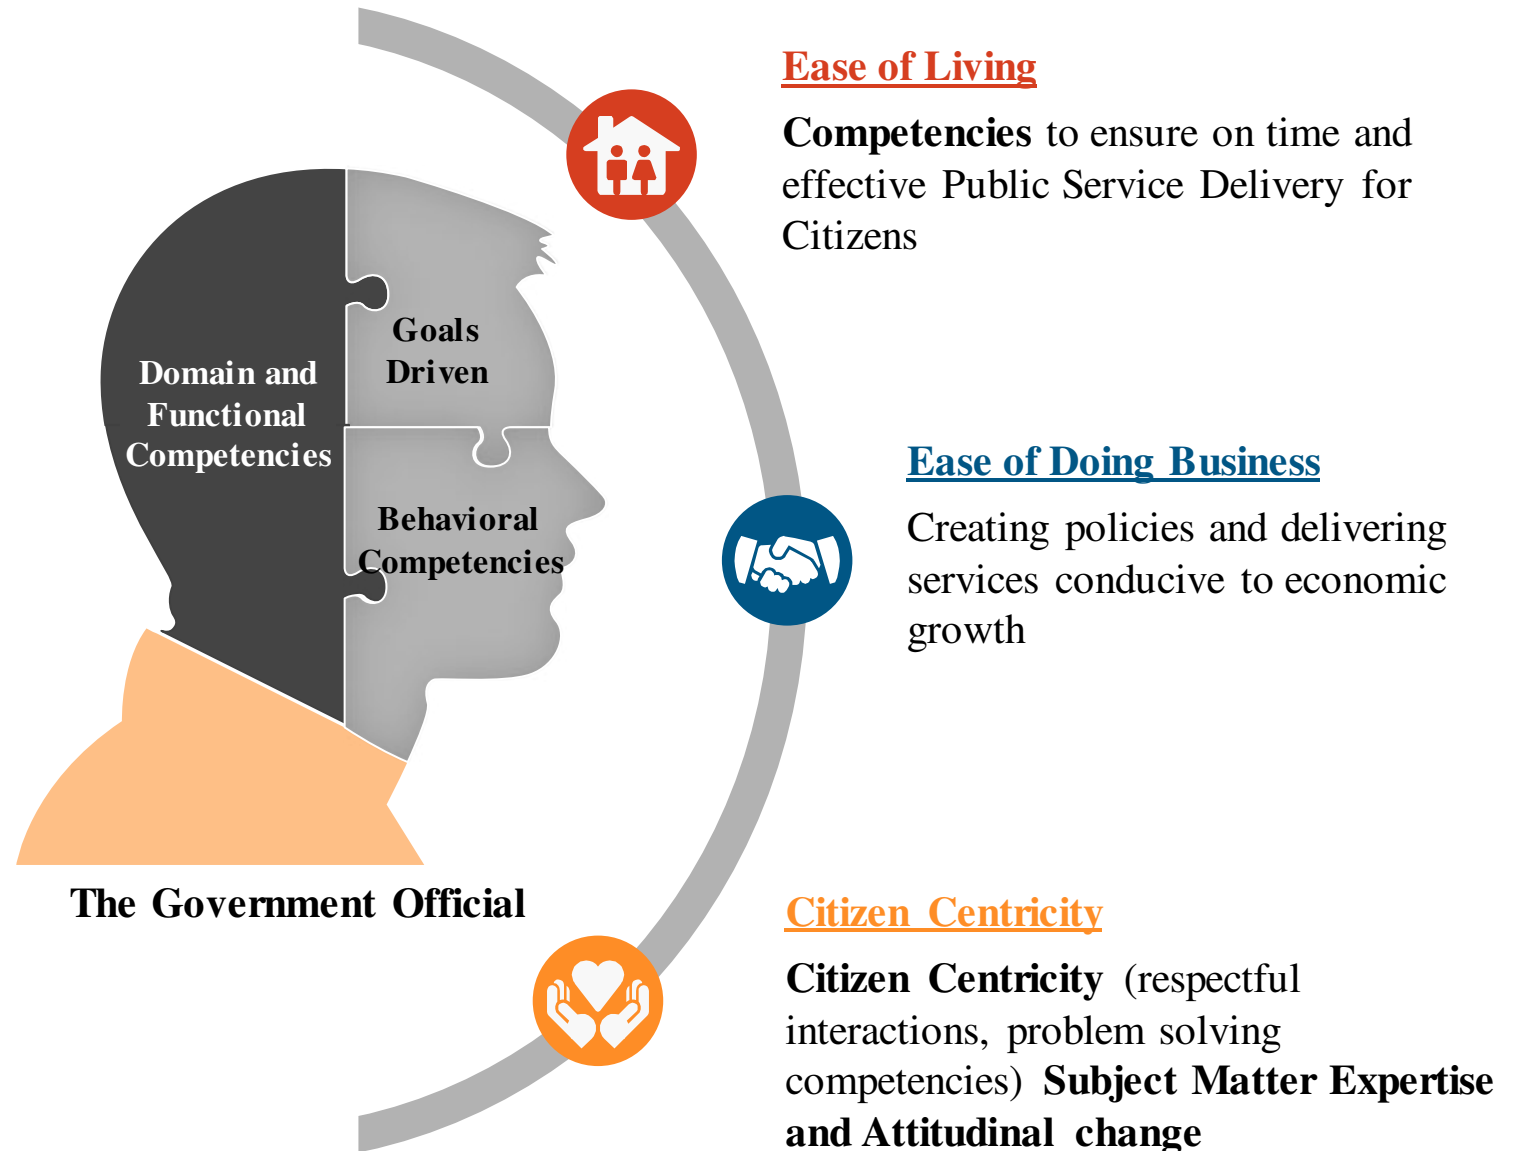 Ease of Living
Competencies to ensure on time and
effective Public Service Delivery for
Citizens
Goals
Driven
Domain and
Functional
Competencies
Behavioral
Competencies
Ease of Doing Business
Creating policies and delivering
services conducive to economic
growth
The Government Official
Citizen Centricity
Citizen Centricity (respectful
interactions, problem solving
competencies) Subject Matter Expertise
and Attitudinal change